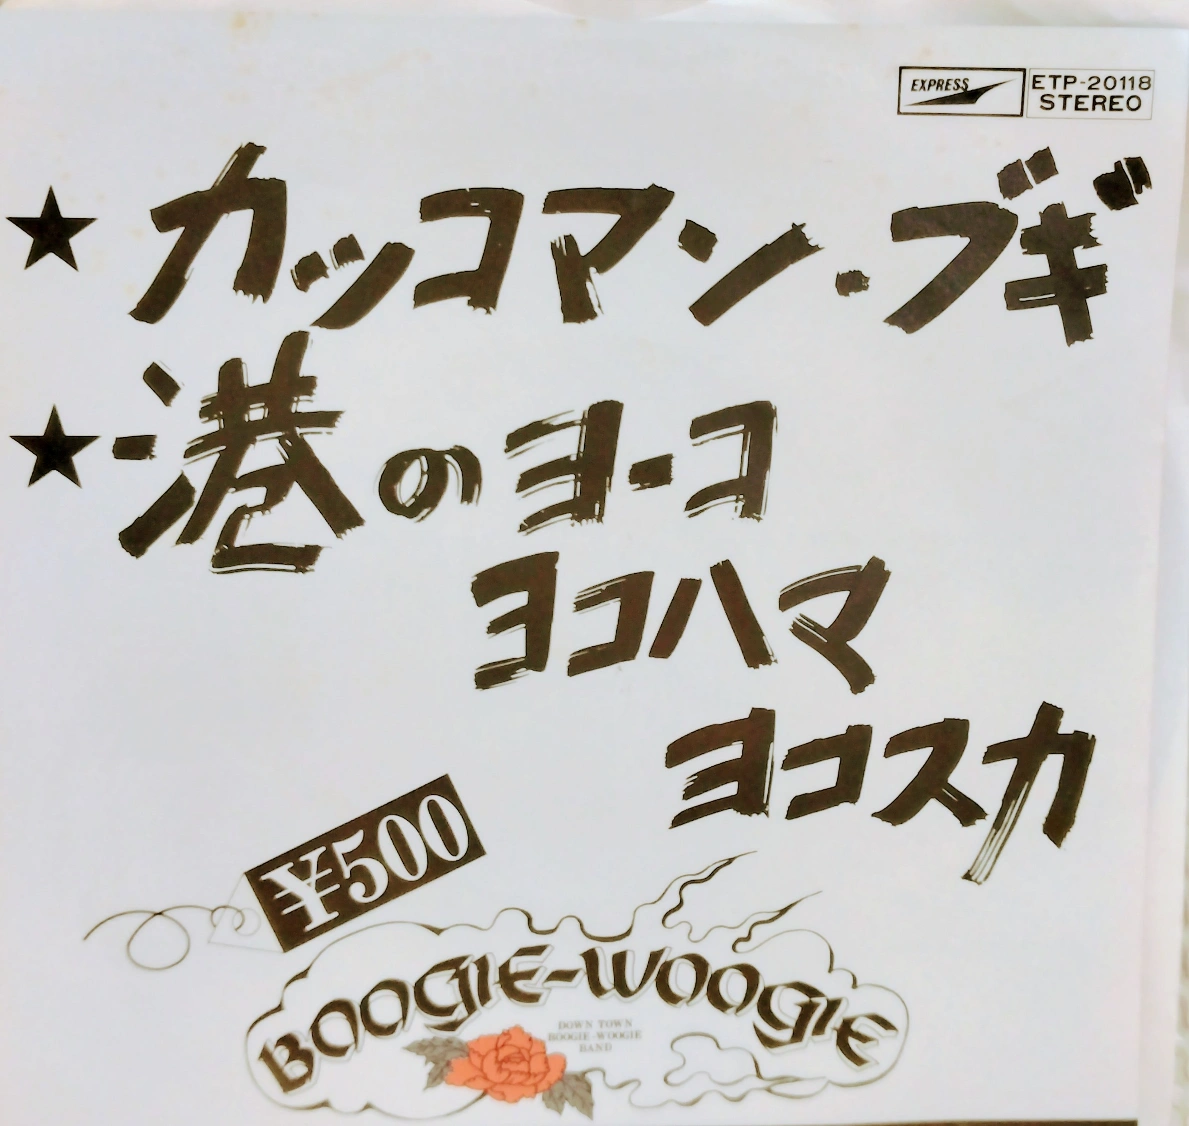 EXPRESS
ETP-20118
STEREO
★カッコマン・ブギ
★港のヨーコ
ヨコハマ
ヨコスカ
¥500
BOOGIE-WOOGIE
DOWN TOWN
BOOGIE-WOOGIE
BAND